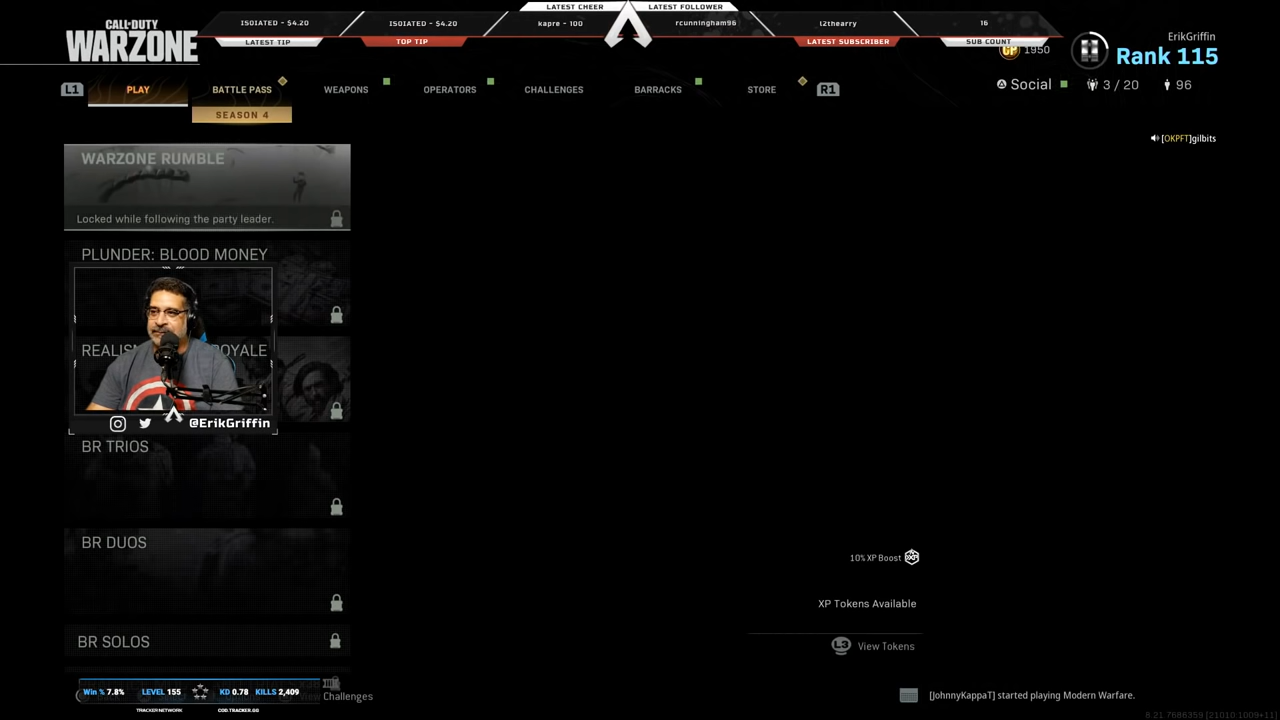 LATEST CHEER
LATEST FOLLOWER
ISOIATED - $4.20
ISOIATED - $4.20
kapre - 100
rcunningham96
l2thearry
16
LATEST TIP
TOP TIP
LATEST SUBSCRIBER
SUB COUNT
CALL OF DUTY
WARZONE
CP 1950
ErikGriffin
Rank 115
L1
PLAY
BATTLE PASS
WEAPONS
OPERATORS
CHALLENGES
BARRACKS
STORE
R1
Social
3 / 20
96
SEASON 4
[OKPFT]gilbits
WARZONE RUMBLE
Locked while following the party leader.
PLUNDER: BLOOD MONEY
REALIS
OYALE
@ErikGriffin
BR TRIOS
BR DUOS
10% XP Boost
XP Tokens Available
BR SOLOS
L3 View Tokens
Win % 7.8% LEVEL 155 KD 0.78 KILLS 2,409
Challenges
[JohnnyKappaT] started playing Modern Warfare.
TRACKER NETWORK
COD.TRACKER.GG